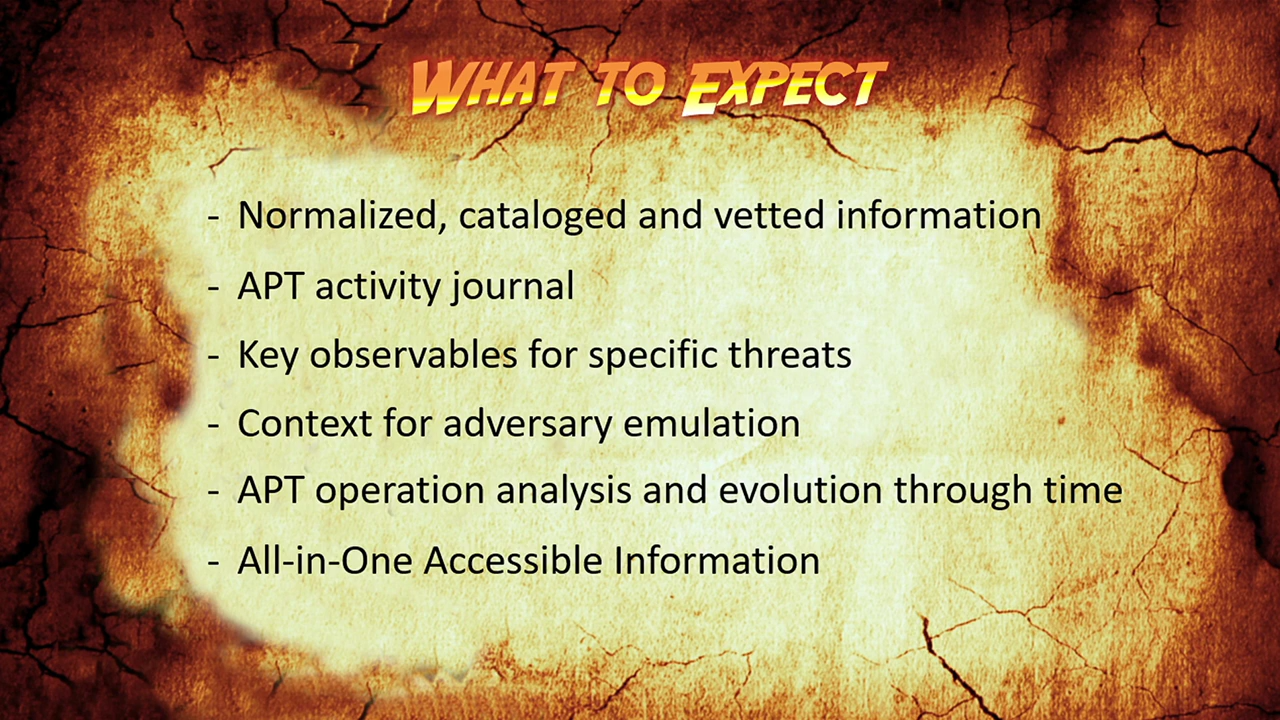 What to Expect
- Normalized, cataloged and vetted information
- APT activity journal
- Key observables for specific threats
- Context for adversary emulation
- APT operation analysis and evolution through time
- All-in-One Accessible Information